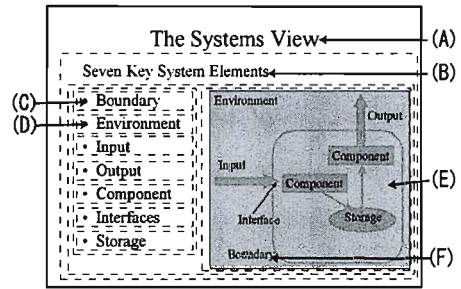 The Systems View (A)
Seven Key System Elements (B)
(C) • Boundary
(D) • Environment
• Input
• Output
• Component
• Interfaces
• Storage
Environment
Output
Component
Input
Component
(E)
Interface
Storage
Boundary (F)